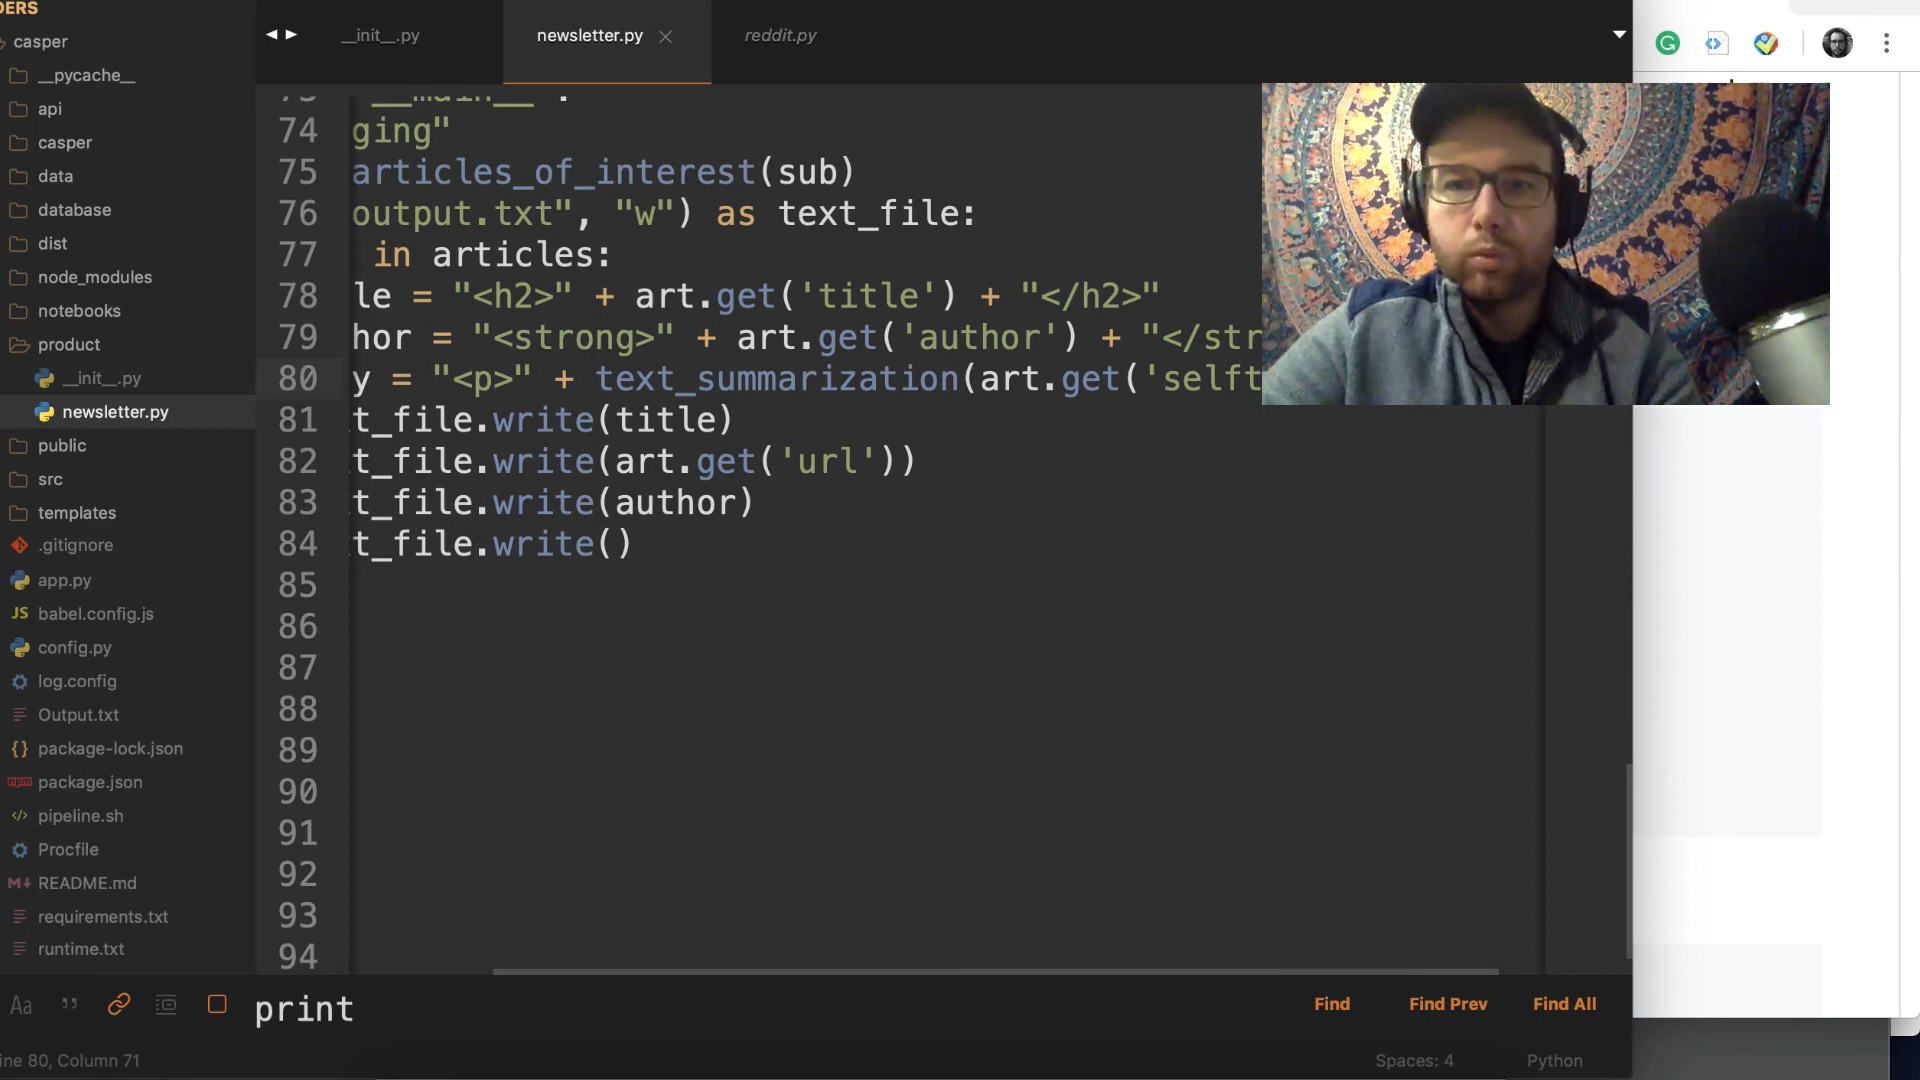 DERS
casper
__pycache__
api
casper
data
database
dist
node_modules
notebooks
product
__init__.py
newsletter.py
public
src
templates
.gitignore
app.py
JS babel.config.js
config.py
log.config
Output.txt
{} package-lock.json
package.json
</> pipeline.sh
Procfile
M README.md
requirements.txt
runtime.txt
__init__.py
newsletter.py
reddit.py
73 __main__ :
74 ging"
75 articles_of_interest(sub)
76 output.txt", "w") as text_file:
77 in articles:
78 le = "<h2>" + art.get('title') + "</h2>"
79 hor = "<strong>" + art.get('author') + "</str
80 y = "<p>" + text_summarization(art.get('selft
81 t_file.write(title)
82 t_file.write(art.get('url'))
83 t_file.write(author)
84 t_file.write()
85
86
87
88
89
90
91
92
93
94
Aa ” print Find Find Prev Find All
ine 80, Column 71 Spaces: 4 Python